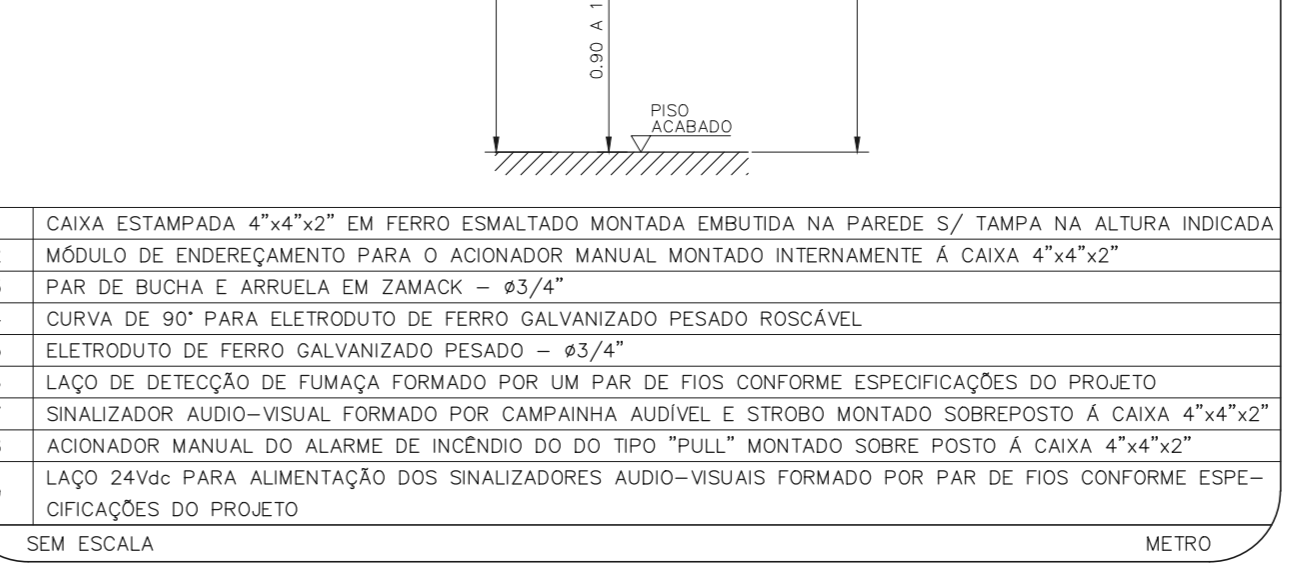 0.90 A 1
PISO
ACABADO
CAIXA ESTAMPADA 4”x4”x2” EM FERRO ESMALTADO MONTADA EMBUTIDA NA PAREDE S/ TAMPA NA ALTURA INDICADA
MÓDULO DE ENDEREÇAMENTO PARA O ACIONADOR MANUAL MONTADO INTERNAMENTE Á CAIXA 4”x4”x2”
PAR DE BUCHA E ARRUELA EM ZAMACK – ø3/4”
CURVA DE 90° PARA ELETRODUTO DE FERRO GALVANIZADO PESADO ROSCÁVEL
ELETRODUTO DE FERRO GALVANIZADO PESADO – ø3/4”
LAÇO DE DETECÇÃO DE FUMAÇA FORMADO POR UM PAR DE FIOS CONFORME ESPECIFICAÇÕES DO PROJETO
SINALIZADOR AUDIO–VISUAL FORMADO POR CAMPAINHA AUDÍVEL E STROBO MONTADO SOBREPOSTO Á CAIXA 4”x4”x2”
ACIONADOR MANUAL DO ALARME DE INCÊNDIO DO DO TIPO "PULL" MONTADO SOBRE POSTO Á CAIXA 4”x4”x2”
LAÇO 24Vdc PARA ALIMENTAÇÃO DOS SINALIZADORES AUDIO–VISUAIS FORMADO POR PAR DE FIOS CONFORME ESPE–
CIFICAÇÕES DO PROJETO
SEM ESCALA
METRO